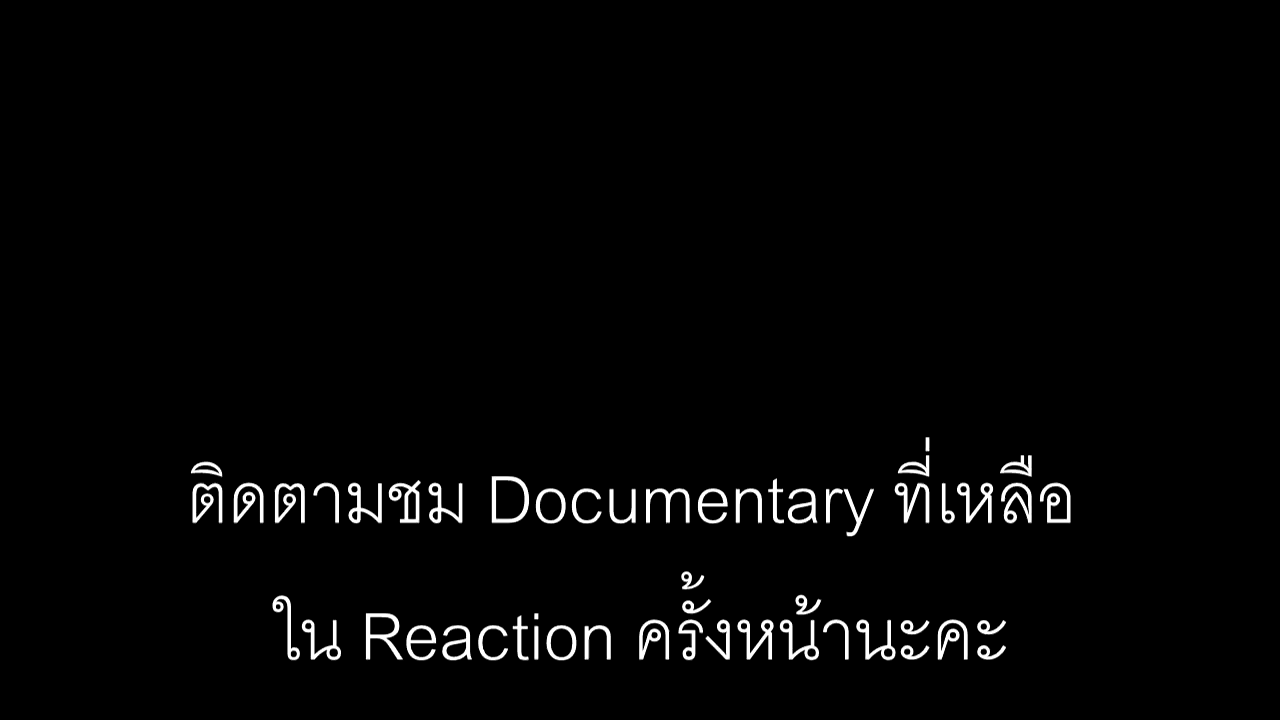 ติดตามชม Documentary ที่เหลือ
ใน Reaction ครั้งหน้านะคะ